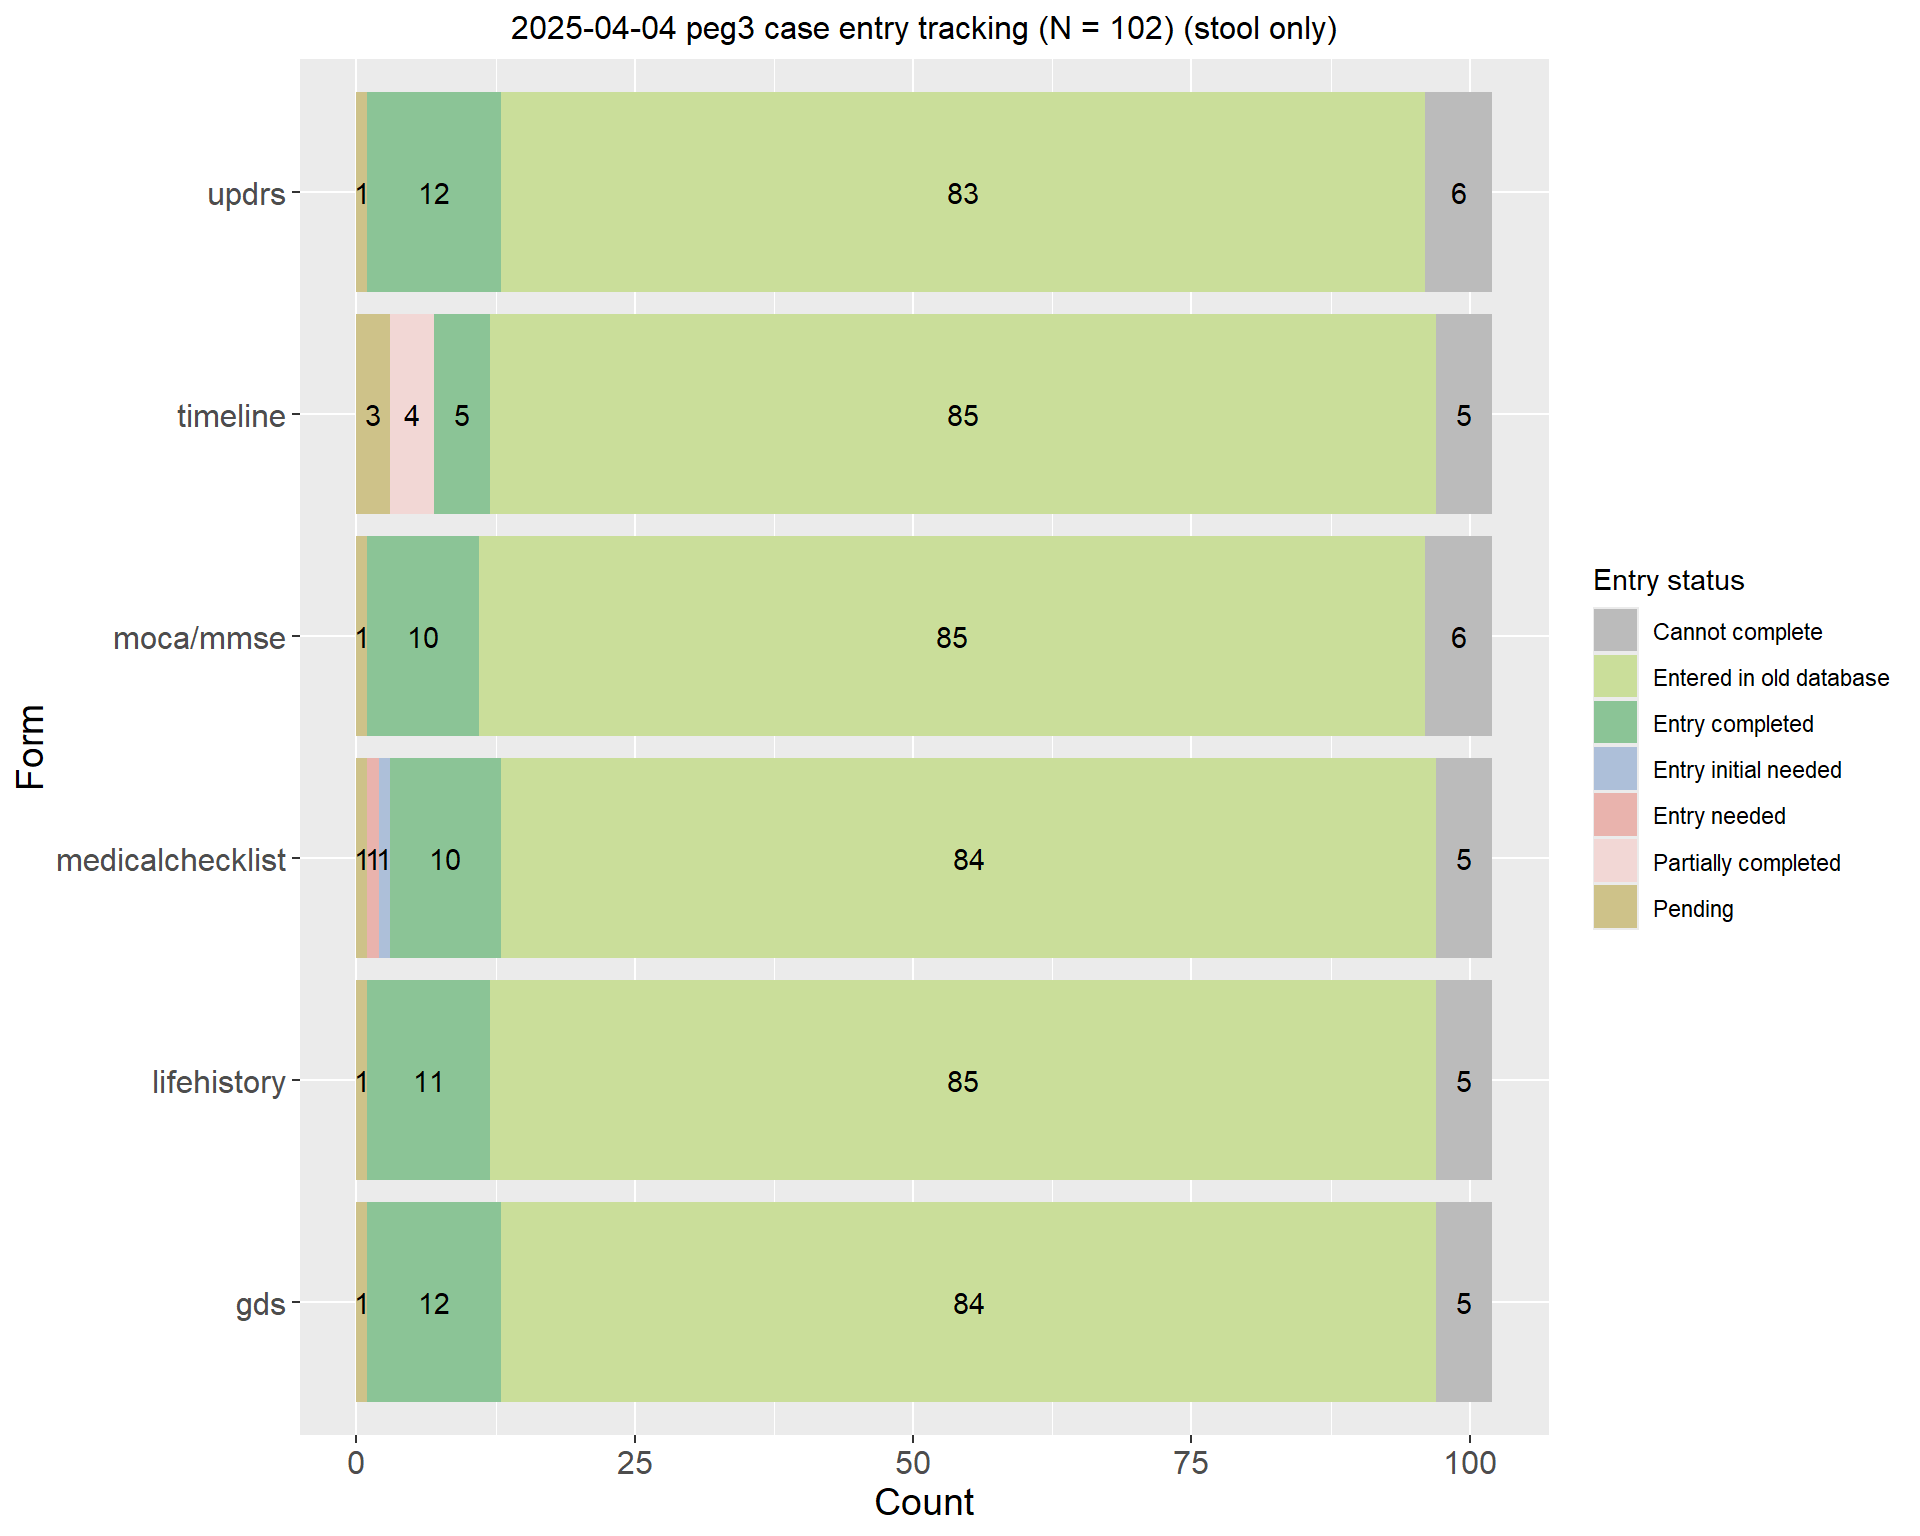 2025-04-04 peg3 case entry tracking (N = 102) (stool only)
updrs
1 12 83 6
timeline
3 4 5 85 5
moca/mmse
1 10 85 6
medicalchecklist
1 1 1 10 84 5
lifehistory
1 11 85 5
gds
1 12 84 5
0 25 50 75 100
Count
Form
Entry status
Cannot complete
Entered in old database
Entry completed
Entry initial needed
Entry needed
Partially completed
Pending